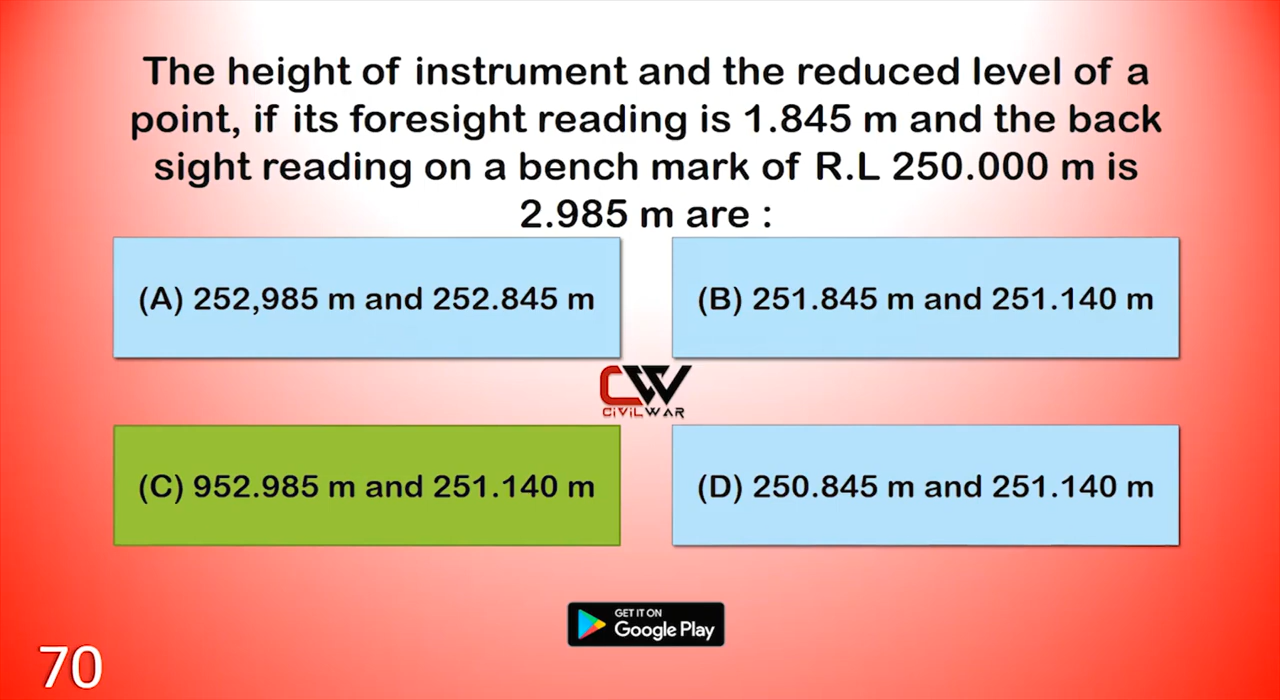 The height of instrument and the reduced level of a
point, if its foresight reading is 1.845 m and the back
sight reading on a bench mark of R.L 250.000 m is
2.985 m are :
(A) 252,985 m and 252.845 m
(B) 251.845 m and 251.140 m
CW
CiViLWAR
(C) 952.985 m and 251.140 m
(D) 250.845 m and 251.140 m
GET IT ON
Google Play
70